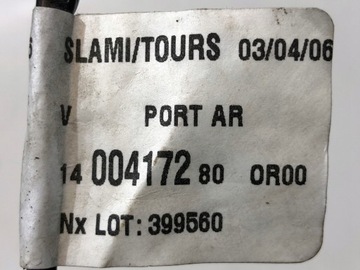 SLAMI/TOURS 03/04/06
V PORT AR
14 004172 80 OR00
Nx LOT: 399560